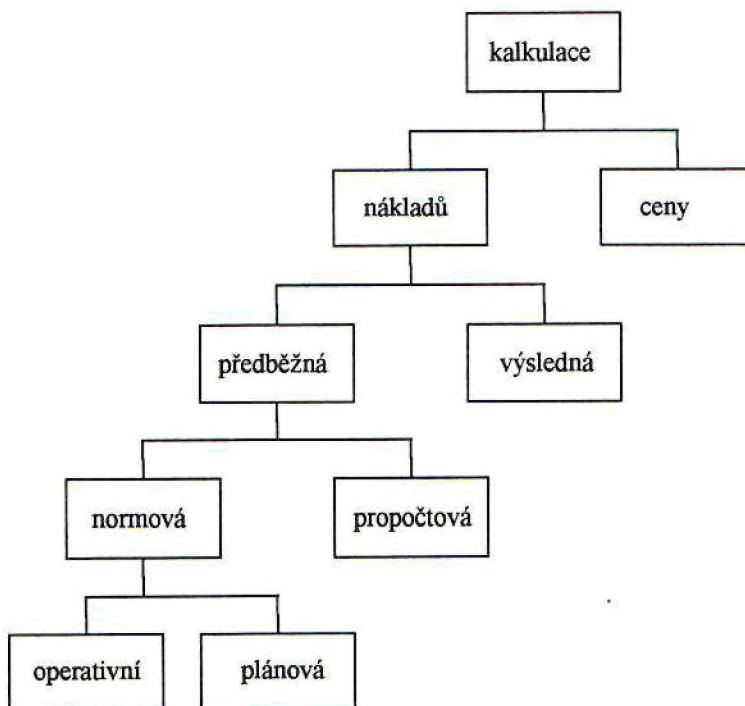 kalkulace
nákladů
ceny
předběžná
výsledná
normová
propočtová
operativní
plánová